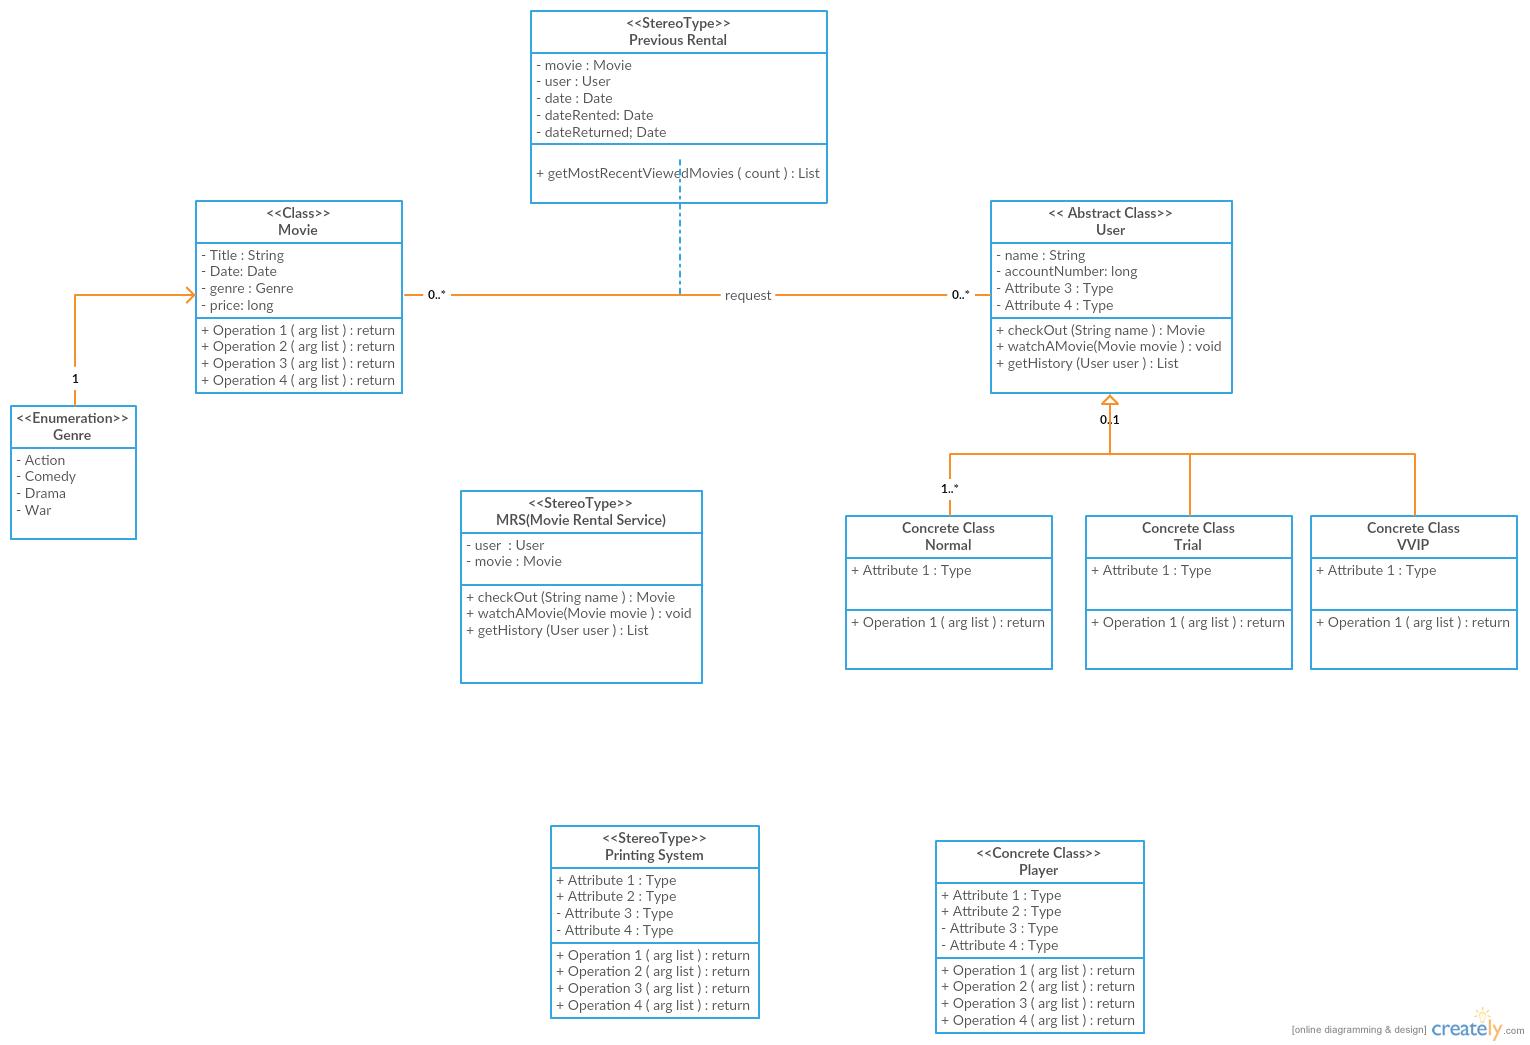 <<StereoType>>
Previous Rental
- movie : Movie
- user : User
- date : Date
- dateRented: Date
- dateReturned; Date
+ getMostRecentViewedMovies ( count ) : List
<<Class>>
Movie
- Title : String
- Date: Date
- genre : Genre
- price: long
+ Operation 1 ( arg list ) : return
+ Operation 2 ( arg list ) : return
+ Operation 3 ( arg list ) : return
+ Operation 4 ( arg list ) : return
0..*
request
0..*
<< Abstract Class>>
User
- name : String
- accountNumber: long
- Attribute 3 : Type
- Attribute 4 : Type
+ checkOut (String name ) : Movie
+ watchAMovie(Movie movie ) : void
+ getHistory (User user ) : List
1
<<Enumeration>>
Genre
- Action
- Comedy
- Drama
- War
0..1
1..*
<<StereoType>>
MRS(Movie Rental Service)
- user  : User
- movie : Movie
+ checkOut (String name ) : Movie
+ watchAMovie(Movie movie ) : void
+ getHistory (User user ) : List
Concrete Class
Normal
+ Attribute 1 : Type
+ Operation 1 ( arg list ) : return
Concrete Class
Trial
+ Attribute 1 : Type
+ Operation 1 ( arg list ) : return
Concrete Class
VVIP
+ Attribute 1 : Type
+ Operation 1 ( arg list ) : return
<<StereoType>>
Printing System
+ Attribute 1 : Type
+ Attribute 2 : Type
- Attribute 3 : Type
- Attribute 4 : Type
+ Operation 1 ( arg list ) : return
+ Operation 2 ( arg list ) : return
+ Operation 3 ( arg list ) : return
+ Operation 4 ( arg list ) : return
<<Concrete Class>>
Player
+ Attribute 1 : Type
+ Attribute 2 : Type
- Attribute 3 : Type
- Attribute 4 : Type
+ Operation 1 ( arg list ) : return
+ Operation 2 ( arg list ) : return
+ Operation 3 ( arg list ) : return
+ Operation 4 ( arg list ) : return
[online diagramming & design] creately.com